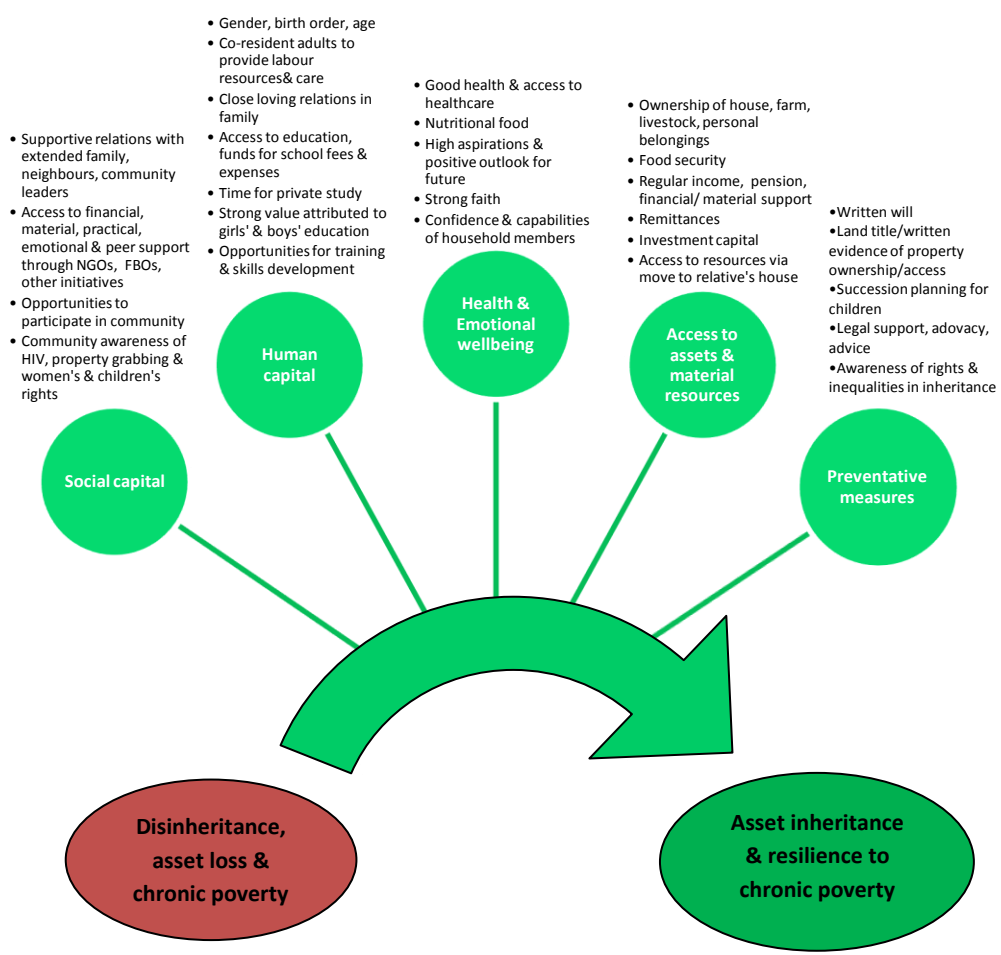 • Supportive relations with
extended family,
neighbours, community
leaders
• Access to financial,
material, practical,
emotional & peer support
through NGOs, FBOs,
other initiatives
• Opportunities to
participate in community
• Community awareness of
HIV, property grabbing &
women's & children's
rights
Social capital
• Gender, birth order, age
• Co-resident adults to
provide labour
resources& care
• Close loving relations in
family
• Access to education,
funds for school fees &
expenses
• Time for private study
• Strong value attributed to
girls' & boys' education
• Opportunities for training
& skills development
Human
capital
• Good health & access to
healthcare
• Nutritional food
• High aspirations &
positive outlook for
future
• Strong faith
• Confidence & capabilities
of household members
Health &
Emotional
wellbeing
• Ownership of house, farm,
livestock, personal
belongings
• Food security
• Regular income, pension,
financial/ material support
• Remittances
• Investment capital
• Access to resources via
move to relative's house
Access to
assets &
material
resources
•Written will
•Land title/written
evidence of property
ownership/access
•Succession planning for
children
•Legal support, adovacy,
advice
•Awareness of rights &
inequalities in inheritance
Preventative
measures
Disinheritance,
asset loss &
chronic poverty
Asset inheritance
& resilience to
chronic poverty